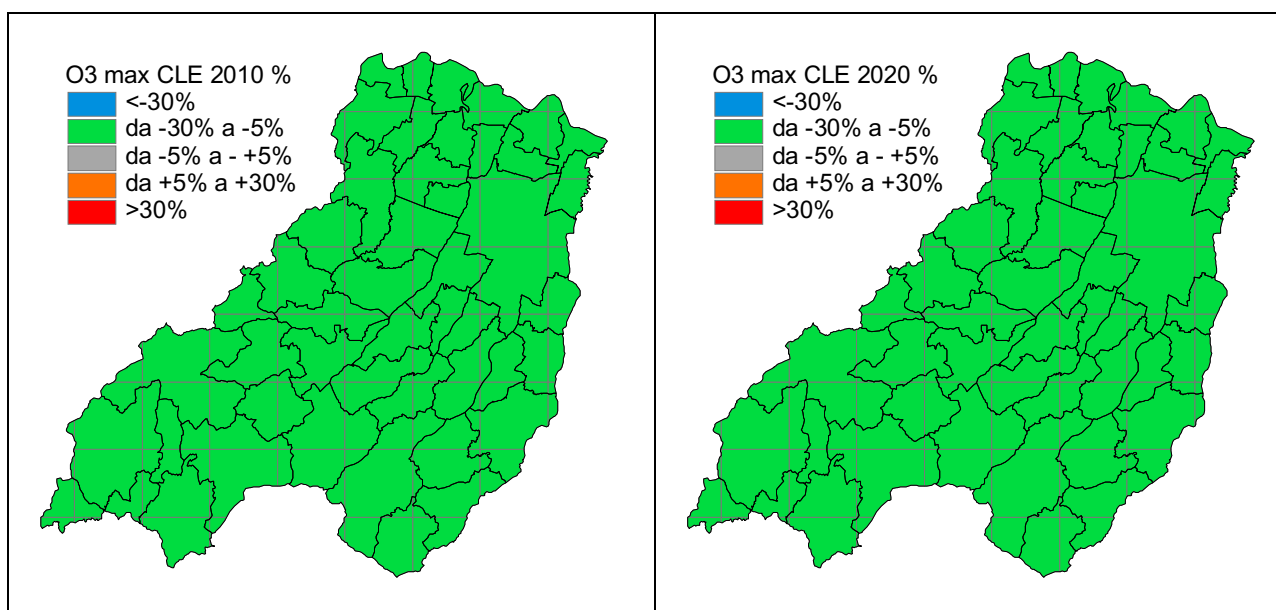 O3 max CLE 2010 %
<-30%
da -30% a -5%
da -5% a - +5%
da +5% a +30%
>30%
O3 max CLE 2020 %
<-30%
da -30% a -5%
da -5% a - +5%
da +5% a +30%
>30%